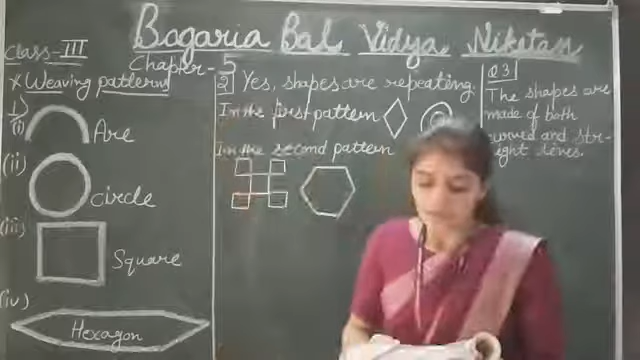 Bagaria Bal Vidya Niketan
Class-III
Chapter-5
* Weaving patterns
1)
(i) Arc
(ii) circle
(iii) Square
(iv) Hexagon
2 Yes, shapes are repeating.
In the first pattern
In the second pattern
Q3
The shapes are
made of both
curved and str-
ight lines.